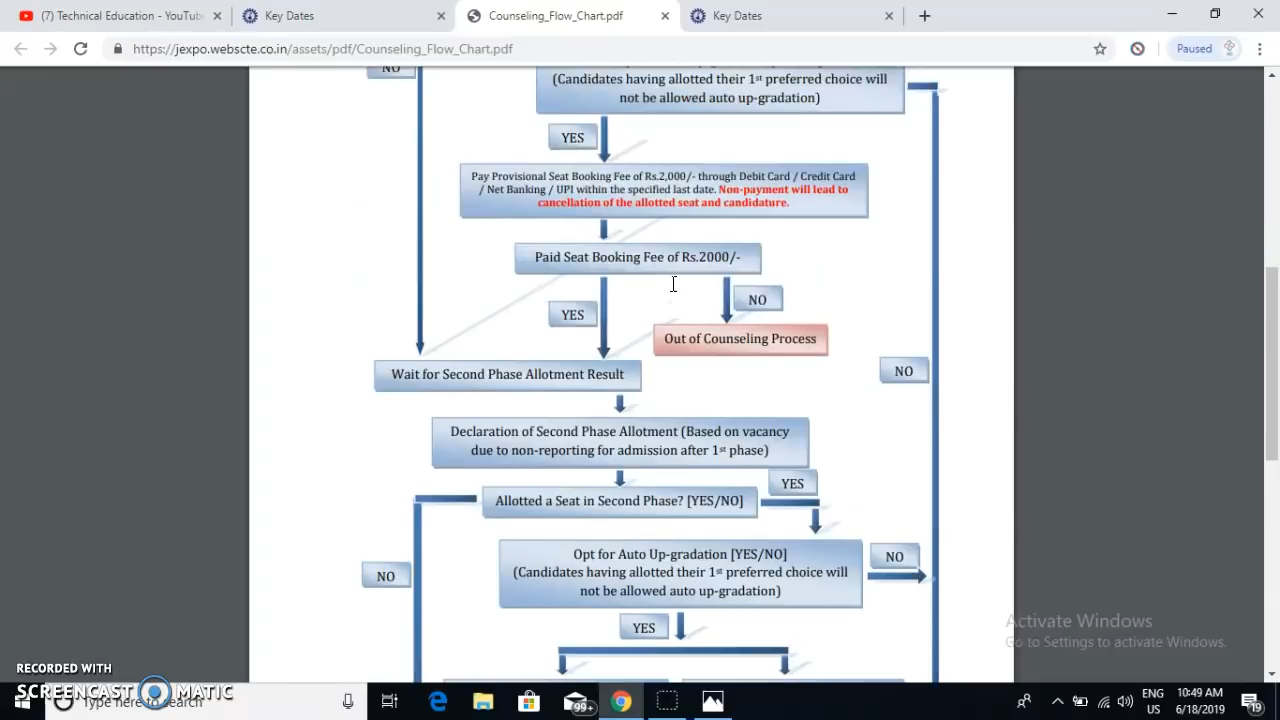 (7) Technical Education - YouTub
Key Dates
Counseling_Flow_Chart.pdf
Key Dates
https://jexpo.webscte.co.in/assets/pdf/Counseling_Flow_Chart.pdf
Paused
NO
(Candidates having allotted their 1st preferred choice will
not be allowed auto up-gradation)
YES
Pay Provisional Seat Booking Fee of Rs.2,000/- through Debit Card / Credit Card
/ Net Banking / UPI within the specified last date. Non-payment will lead to
cancellation of the allotted seat and candidature.
Paid Seat Booking Fee of Rs.2000/-
NO
YES
Out of Counseling Process
Wait for Second Phase Allotment Result
NO
Declaration of Second Phase Allotment (Based on vacancy
due to non-reporting for admission after 1st phase)
YES
Allotted a Seat in Second Phase? [YES/NO]
Opt for Auto Up-gradation [YES/NO]
(Candidates having allotted their 1st preferred choice will
not be allowed auto up-gradation)
NO
NO
YES
Activate Windows
Go to Settings to activate Windows.
RECORDED WITH
SCREENCAST MATIC
Type here to search
99+
ENG
US
10:49 AM
6/18/2019
19